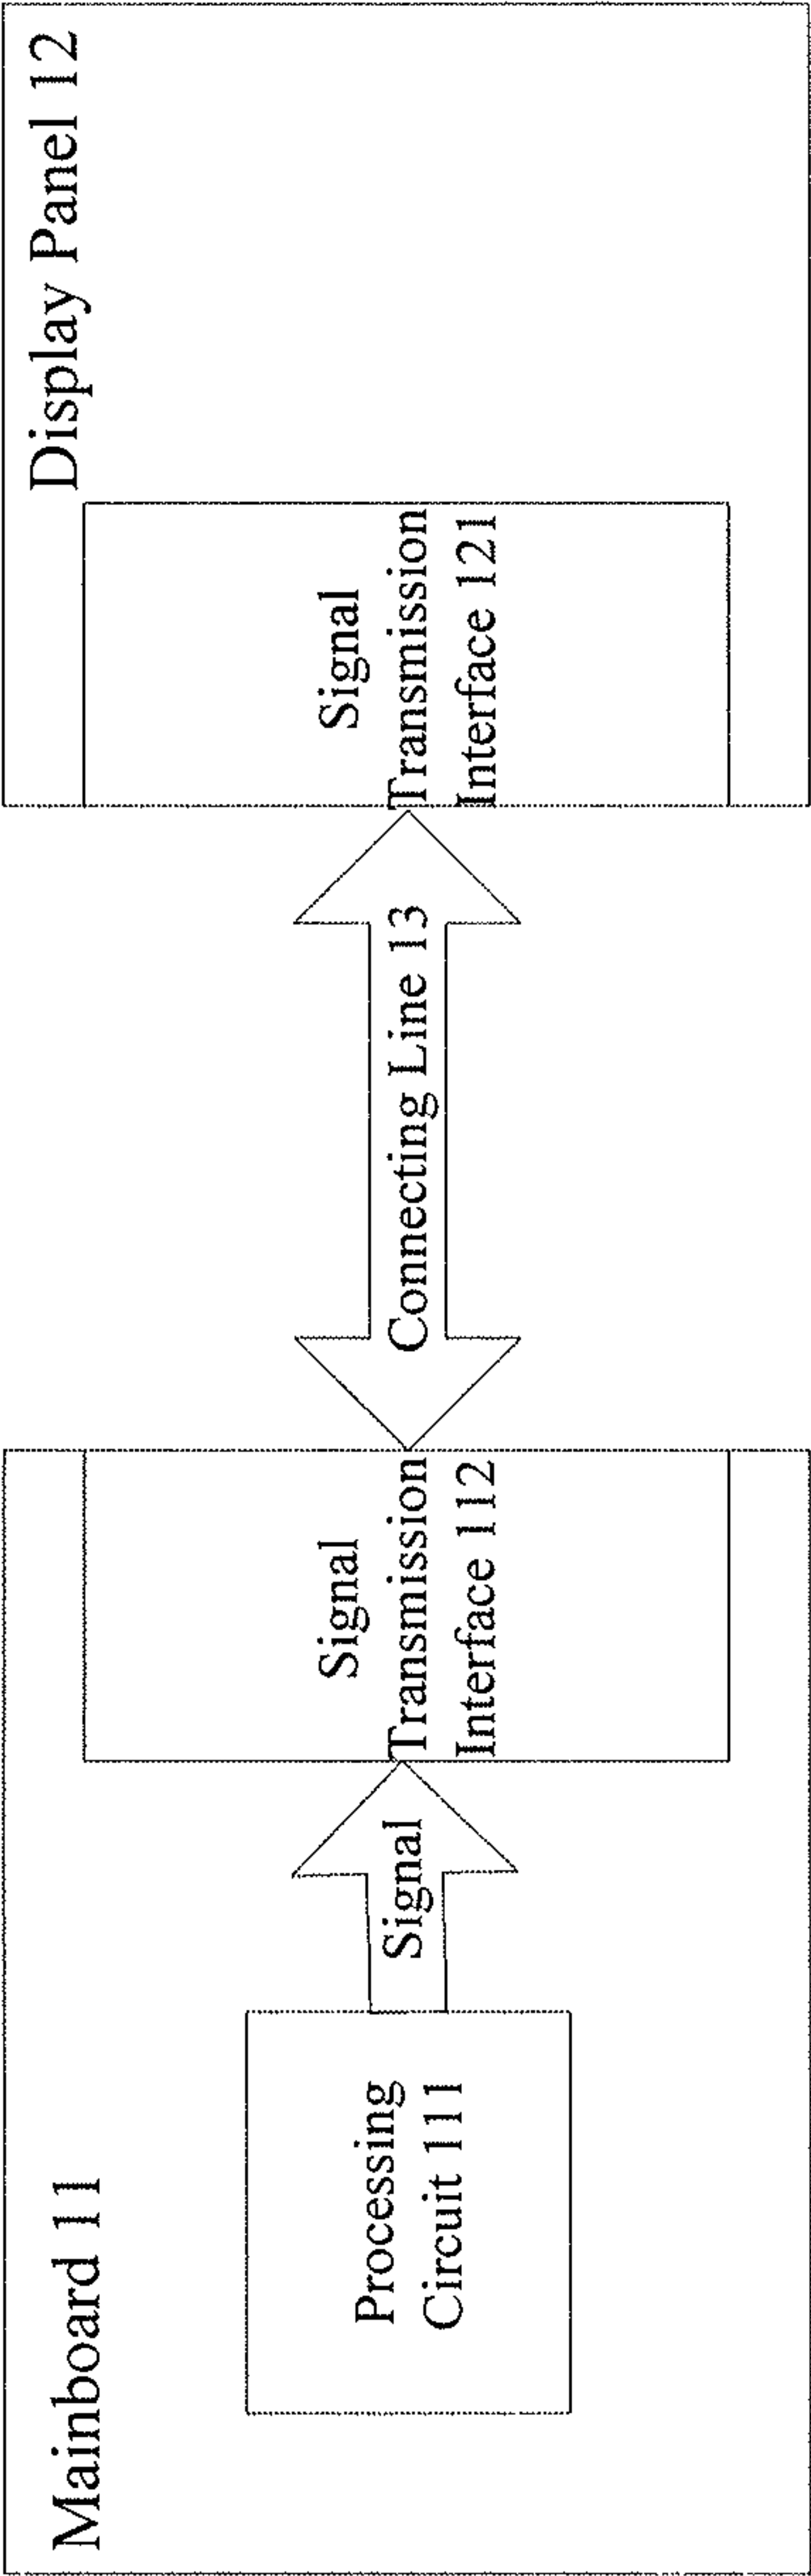 Mainboard 11
Processing
Circuit 111
Signal
Signal
Transmission
Interface 112
Connecting Line 13
Display Panel 12
Signal
Transmission
Interface 121